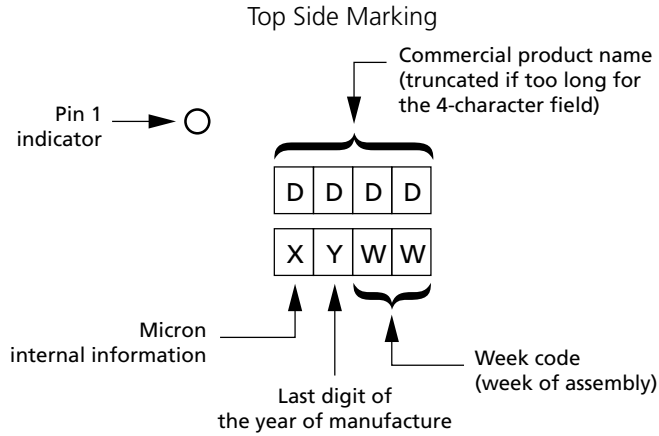 Top Side Marking
Commercial product name
(truncated if too long for
the 4-character field)
Pin 1
indicator
D D D D
X Y W W
Micron
internal information
Week code
(week of assembly)
Last digit of
the year of manufacture